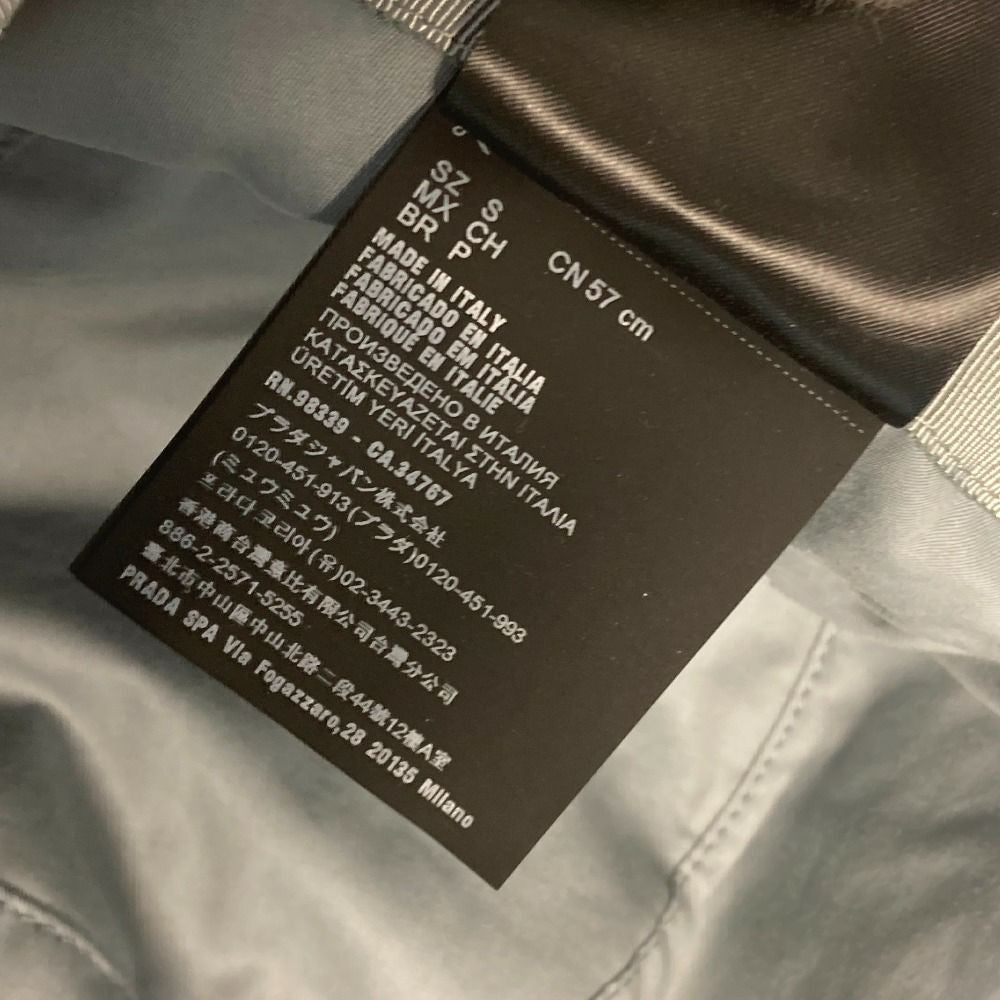 SZ S CN 57 cm
MX CH
BR P
MADE IN ITALY
FABRICADO EN ITALIA
FABRICADO EM ITALIA
FABRIQUE EN ITALIE
ПРОИЗВЕДЕНО В ИТАЛИЯ
ΚΑΤΑΣΚΕΥΑΖΕΤΑΙ ΣΤΗΝ ΙΤΑΛΙΑ
ÜRETİM YERİ İTALYA
RN.98339 - CA.34767
プラダジャパン株式会社
0120-451-913(プラダ)0120-451-993
(ミュウミュウ)
프라다코리아(유)02-3443-2323
香港商台灣魚比有限公司台灣分公司
886-2-2571-5255
臺北市中山區中山北路二段44號12樓A室
PRADA SPA Via Fogazzaro,28 20135 Milano